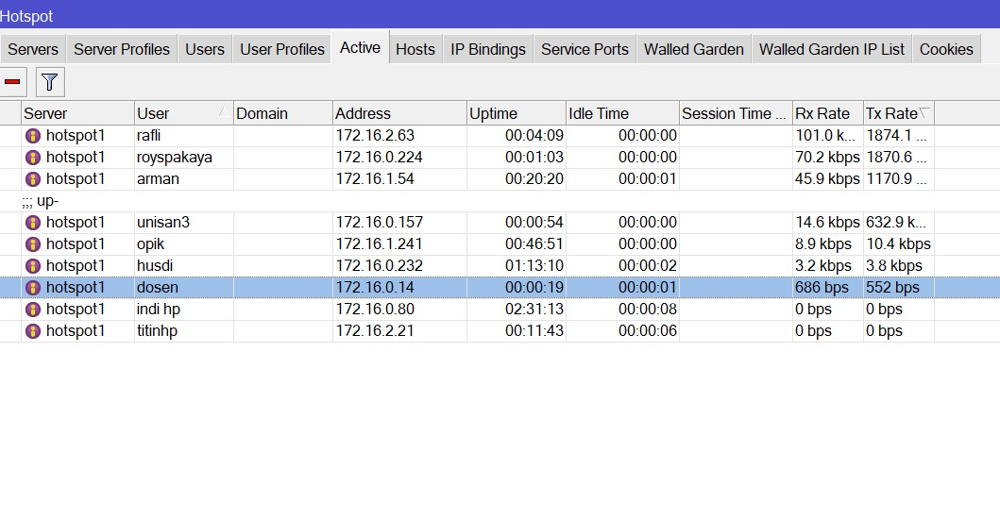 Hotspot
Servers Server Profiles Users User Profiles Active Hosts IP Bindings Service Ports Walled Garden Walled Garden IP List Cookies
Server User Domain Address Uptime Idle Time Session Time ... Rx Rate Tx Rate
hotspot1 rafli 172.16.2.63 00:04:09 00:00:00 101.0 k... 1874.1 ...
hotspot1 royspakaya 172.16.0.224 00:01:03 00:00:00 70.2 kbps 1870.6 ...
hotspot1 arman 172.16.1.54 00:20:20 00:00:01 45.9 kbps 1170.9 ...
;;; up-
hotspot1 unisan3 172.16.0.157 00:00:54 00:00:00 14.6 kbps 632.9 k...
hotspot1 opik 172.16.1.241 00:46:51 00:00:00 8.9 kbps 10.4 kbps
hotspot1 husdi 172.16.0.232 01:13:10 00:00:02 3.2 kbps 3.8 kbps
hotspot1 dosen 172.16.0.14 00:00:19 00:00:01 686 bps 552 bps
hotspot1 indi hp 172.16.0.80 02:31:13 00:00:08 0 bps 0 bps
hotspot1 titinhp 172.16.2.21 00:11:43 00:00:06 0 bps 0 bps